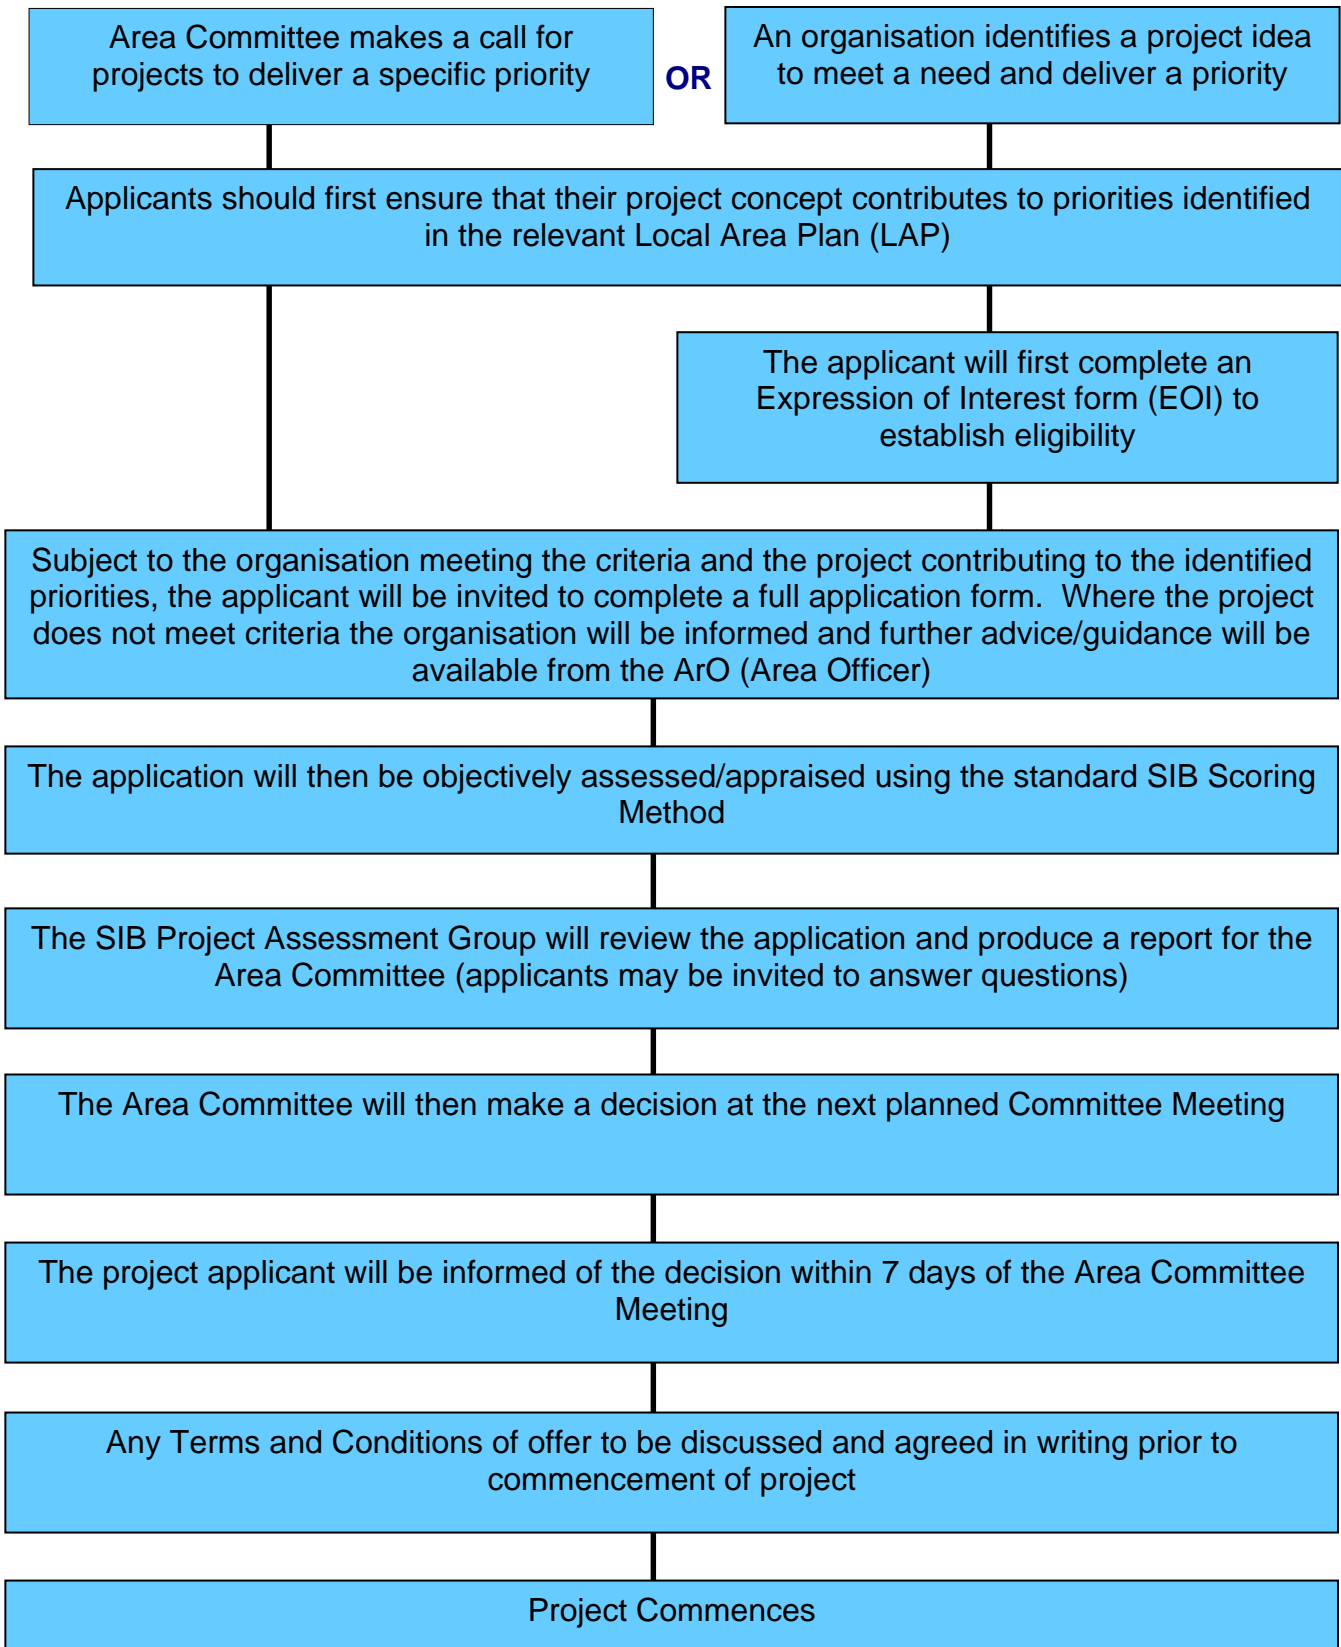 Area Committee makes a call for
projects to deliver a specific priority
OR
An organisation identifies a project idea
to meet a need and deliver a priority
Applicants should first ensure that their project concept contributes to priorities identified
in the relevant Local Area Plan (LAP)
The applicant will first complete an
Expression of Interest form (EOI) to
establish eligibility
Subject to the organisation meeting the criteria and the project contributing to the identified
priorities, the applicant will be invited to complete a full application form.  Where the project
does not meet criteria the organisation will be informed and further advice/guidance will be
available from the ArO (Area Officer)
The application will then be objectively assessed/appraised using the standard SIB Scoring
Method
The SIB Project Assessment Group will review the application and produce a report for the
Area Committee (applicants may be invited to answer questions)
The Area Committee will then make a decision at the next planned Committee Meeting
The project applicant will be informed of the decision within 7 days of the Area Committee
Meeting
Any Terms and Conditions of offer to be discussed and agreed in writing prior to
commencement of project
Project Commences